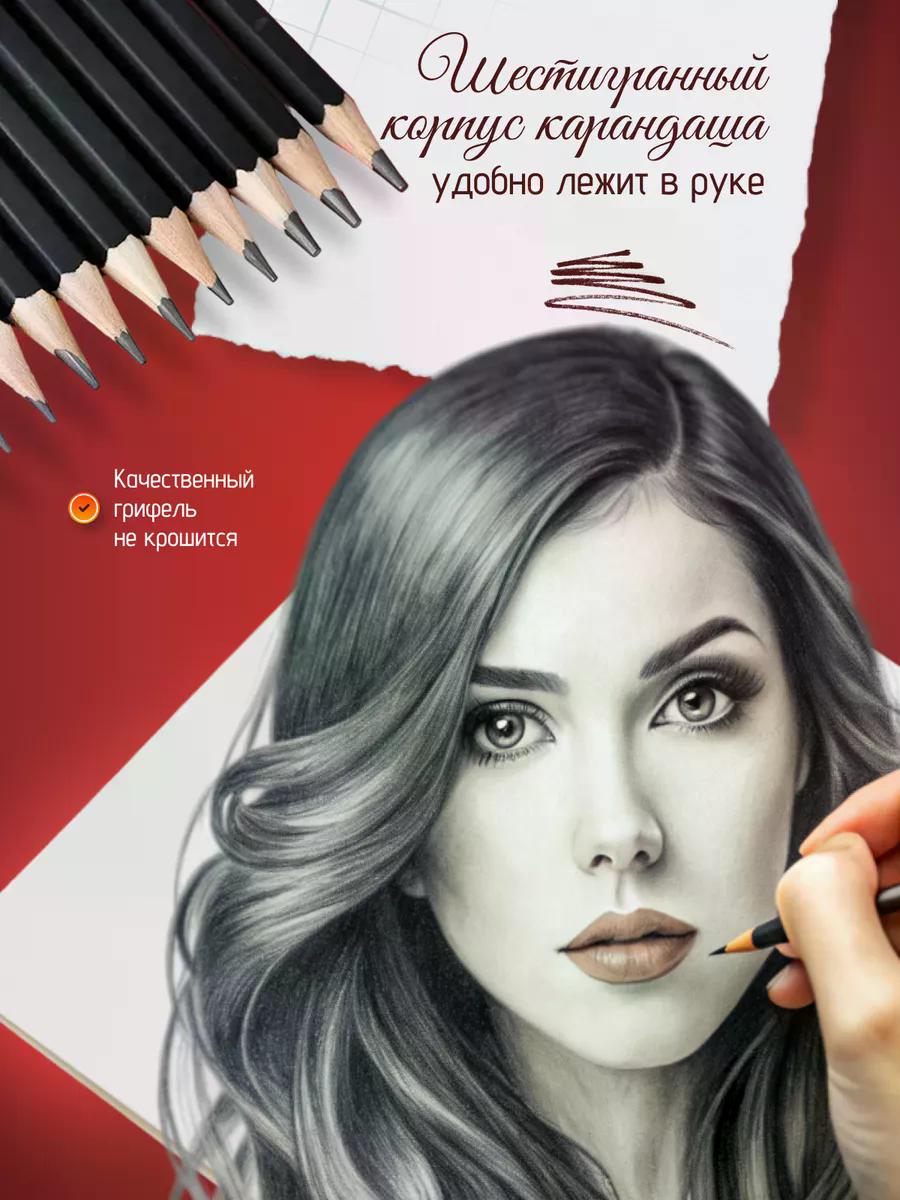 Шестигранный
корпус карандаша
удобно лежит в руке
Качественный
грифель
не крошится